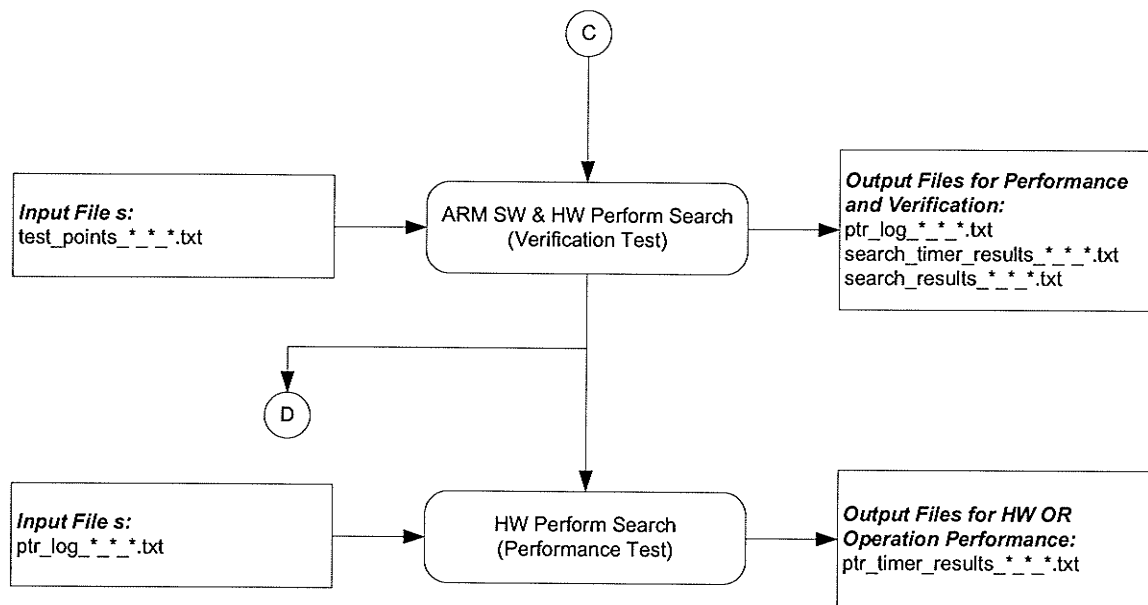 C
Input File s:
test_points_*_*_*.txt
ARM SW & HW Perform Search
(Verification Test)
Output Files for Performance
and Verification:
ptr_log_*_*_*.txt
search_timer_results_*_*_*.txt
search_results_*_*_*.txt
D
Input File s:
ptr_log_*_*_*.txt
HW Perform Search
(Performance Test)
Output Files for HW OR
Operation Performance:
ptr_timer_results_*_*_*.txt